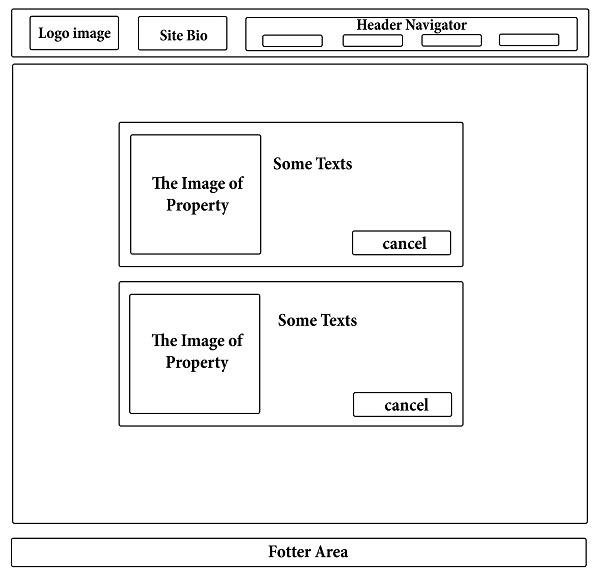 Logo image
Site Bio
Header Navigator
The Image of
Property
Some Texts
cancel
The Image of
Property
Some Texts
cancel
Fotter Area